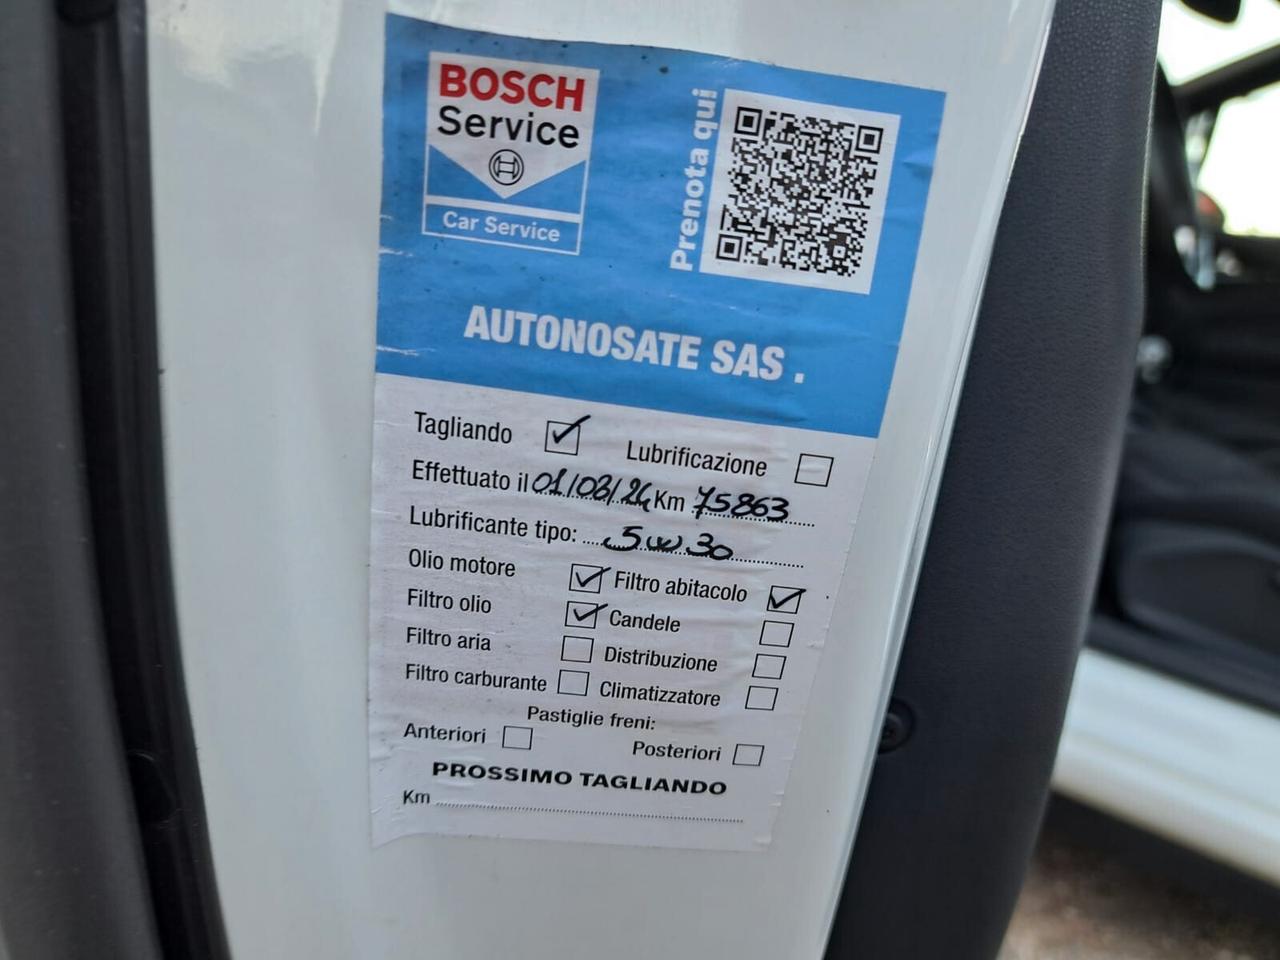 BOSCH
Service
Car Service
Prenota qui
AUTONOSATE SAS .
Tagliando Lubrificazione
Effettuato il 01/08/24 Km 75863
Lubrificante tipo: 5w30
Olio motore Filtro abitacolo
Filtro olio Candele
Filtro aria Distribuzione
Filtro carburante Climatizzatore
Pastiglie freni:
Anteriori Posteriori
PROSSIMO TAGLIANDO
Km